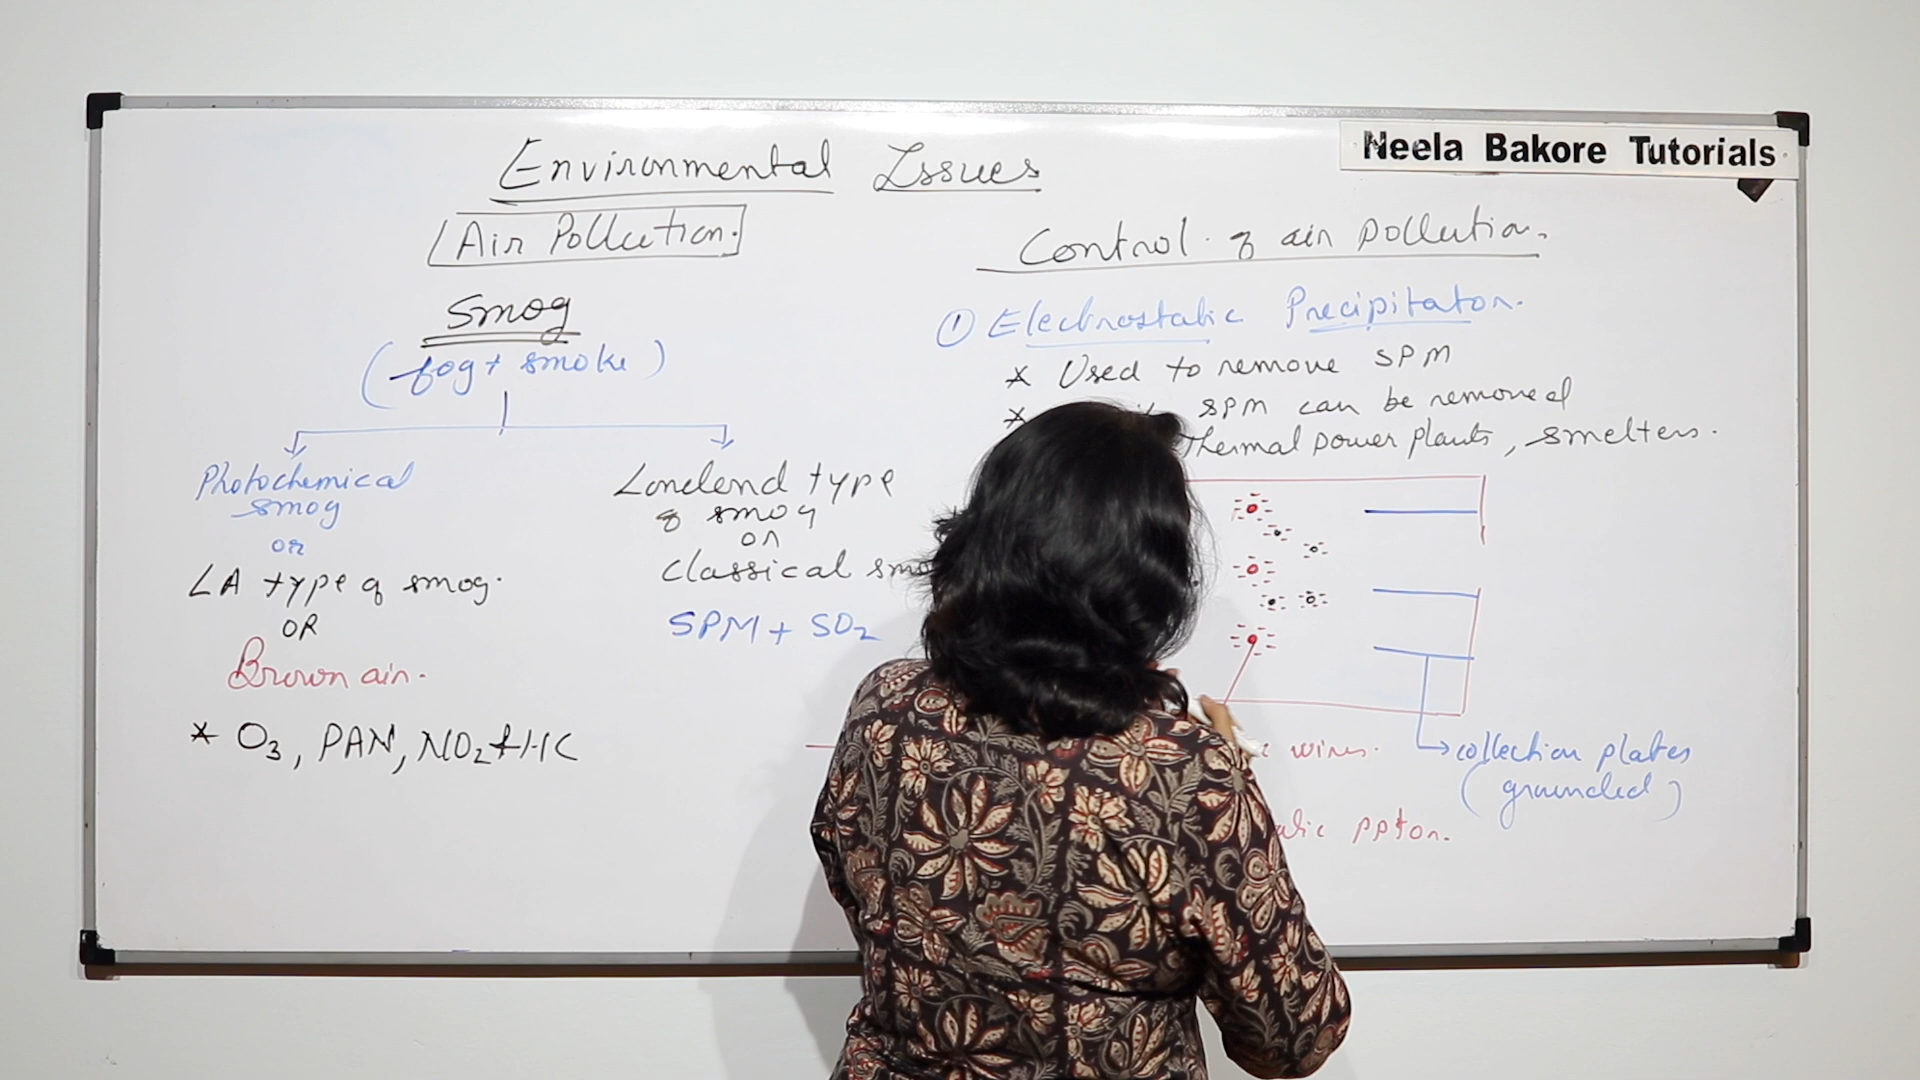 Neela Bakore Tutorials
Environmental Issues
Air Pollution.
Smog
(fog + smoke)
Photochemical
smog
or
LA type of smog.
OR
Brown air.
* O3, PAN, NO2 + HC
Londend type
of smog
or
Classical smo
SPM + SO2
Control of air pollution.
① Electrostatic Precipitator.
* Used to remove SPM
* SPM can be removed
Thermal power plants, smelters.
wires.
collection plates
(grounded)
pptor.